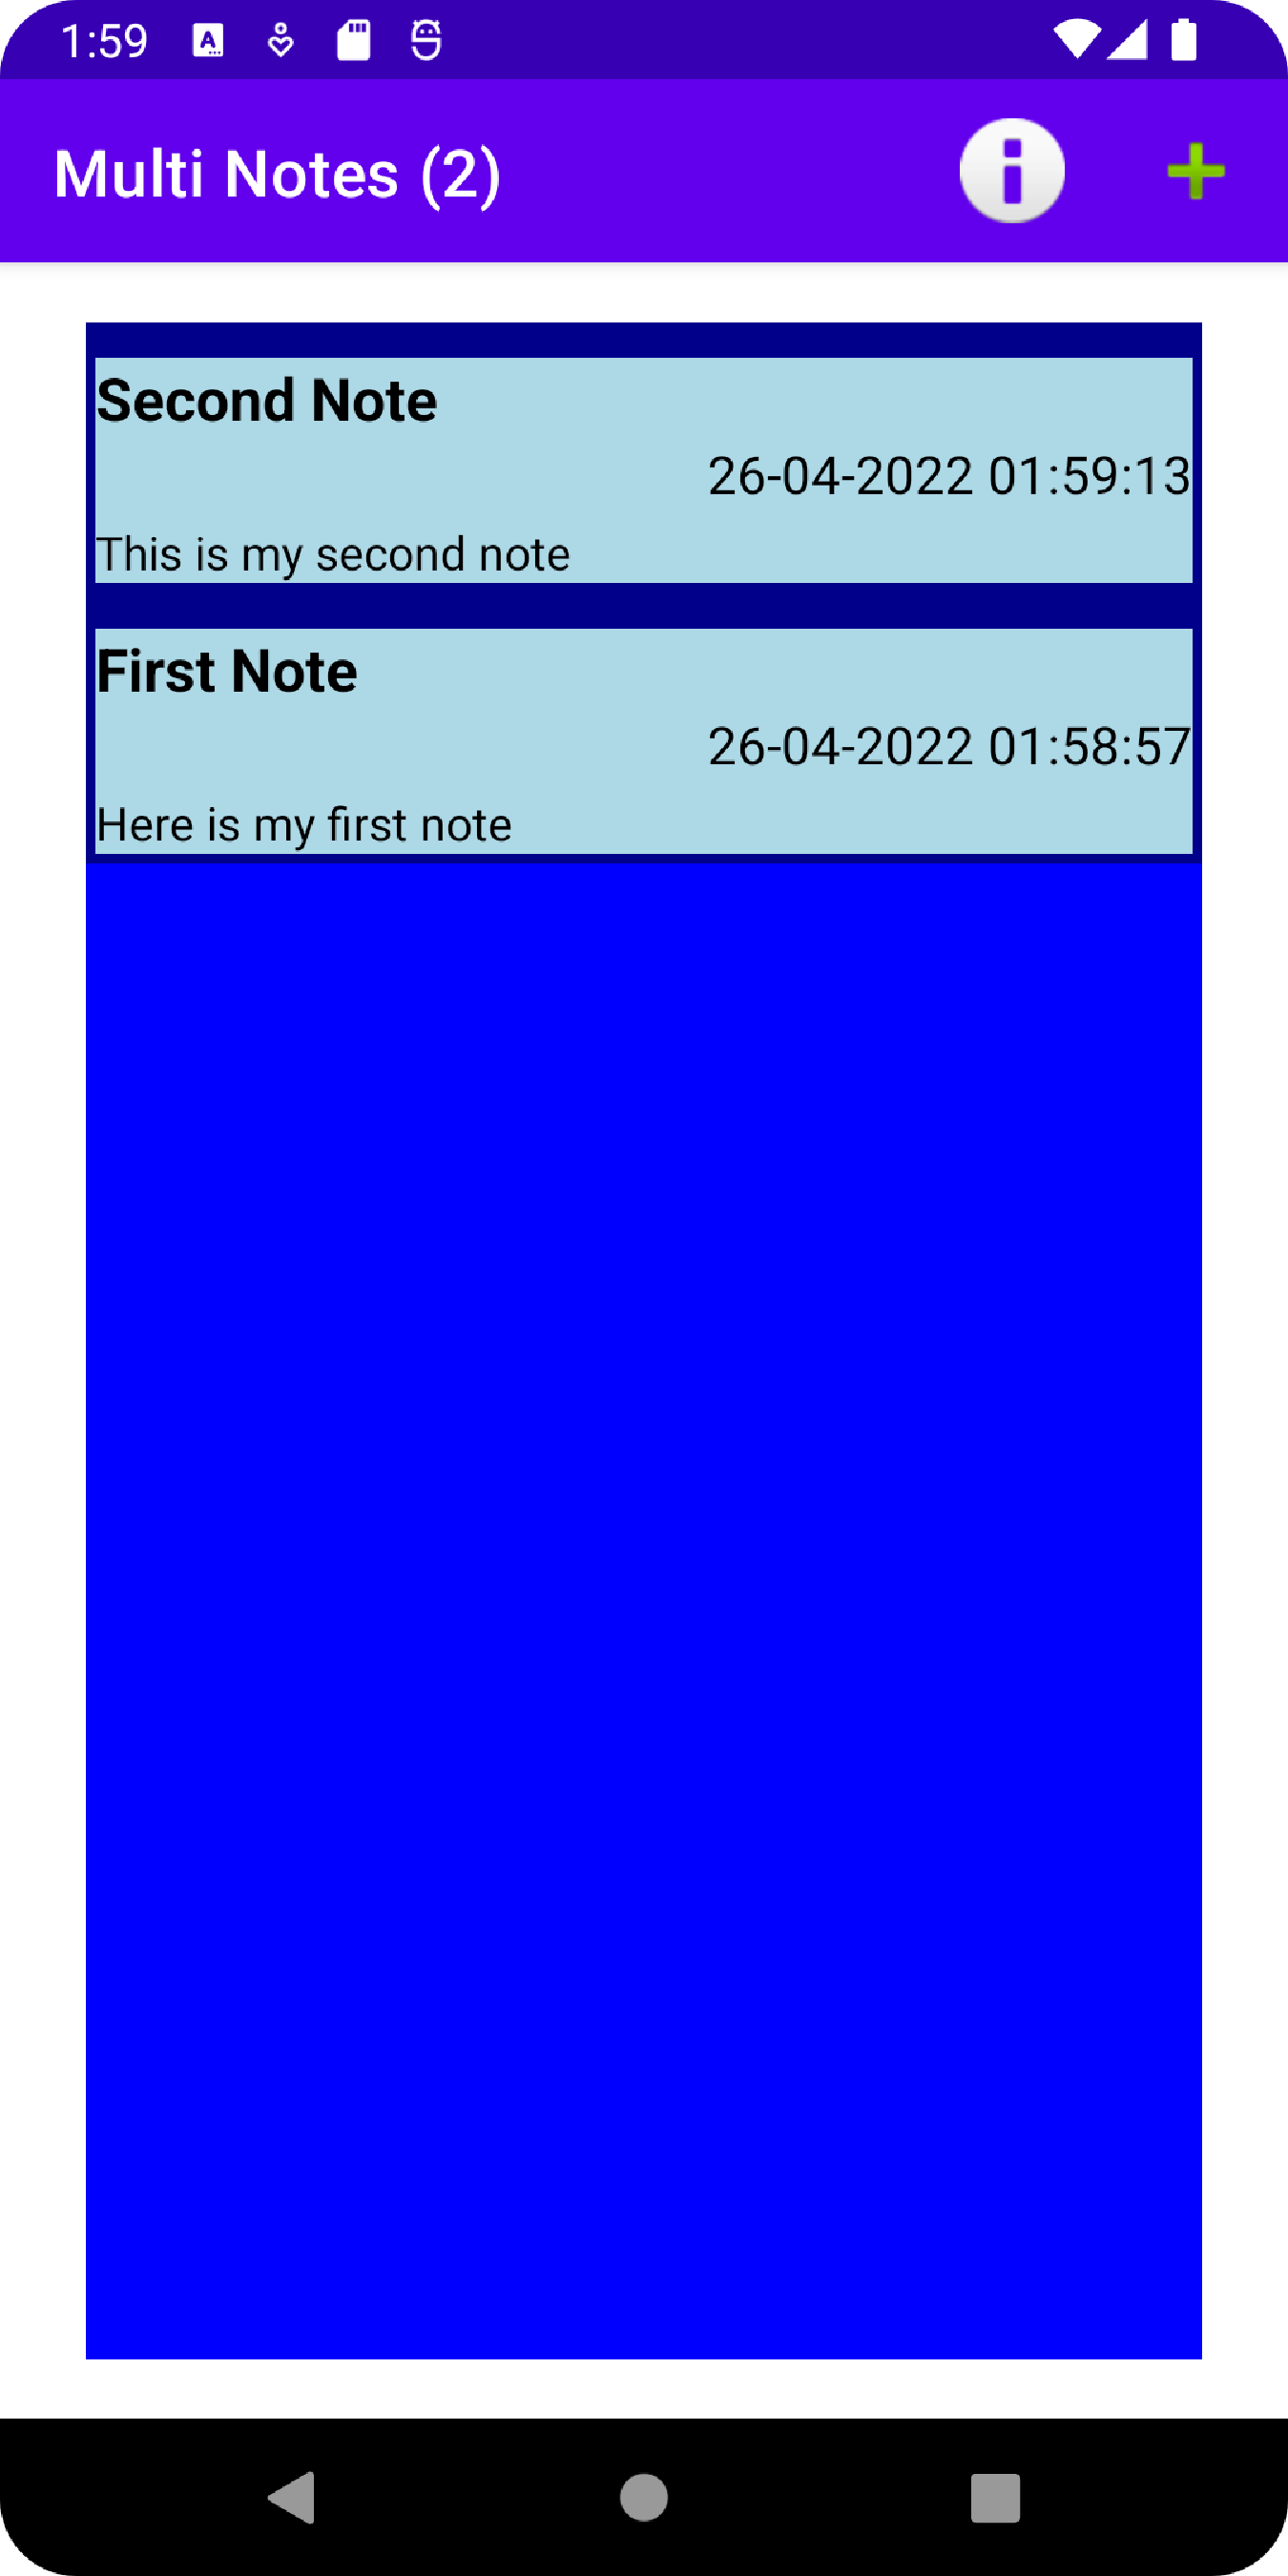 1:59
Multi Notes (2)
Second Note
26-04-2022 01:59:13
This is my second note
First Note
26-04-2022 01:58:57
Here is my first note